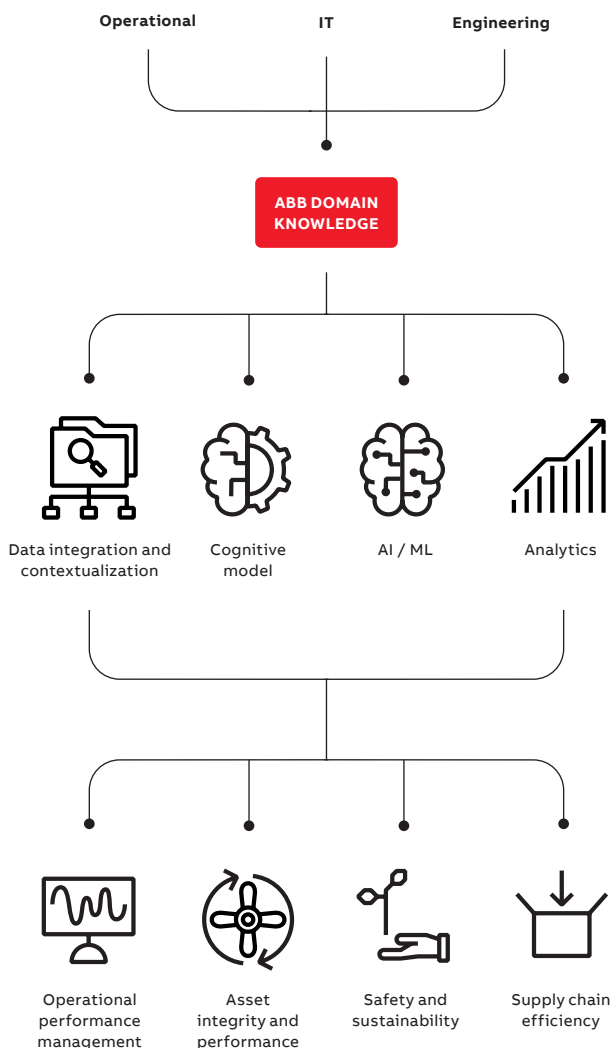 Operational
IT
Engineering
ABB DOMAIN
KNOWLEDGE
Data integration and
contextualization
Cognitive
model
AI / ML
Analytics
Operational
performance
management
Asset
integrity and
performance
Safety and
sustainability
Supply chain
efficiency